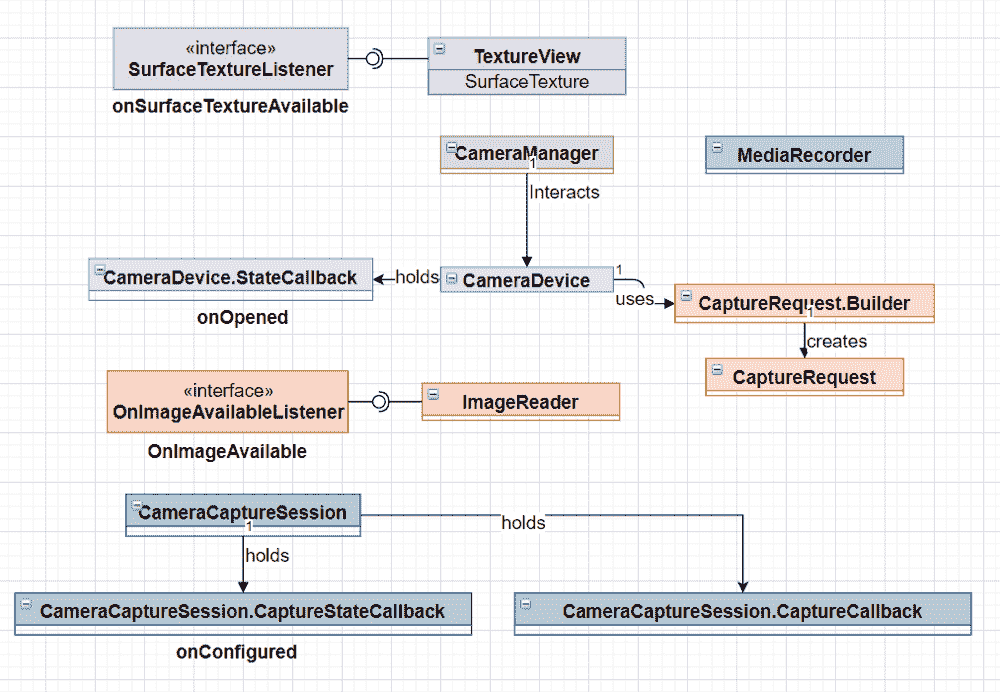 «interface»
SurfaceTextureListener
onSurfaceTextureAvailable
TextureView
SurfaceTexture
CameraManager
1
Interacts
MediaRecorder
CameraDevice.StateCallback
onOpened
holds
CameraDevice
1
uses
CaptureRequest.Builder
1
creates
CaptureRequest
«interface»
OnImageAvailableListener
OnImageAvailable
ImageReader
CameraCaptureSession
1
holds
holds
CameraCaptureSession.CaptureStateCallback
onConfigured
CameraCaptureSession.CaptureCallback